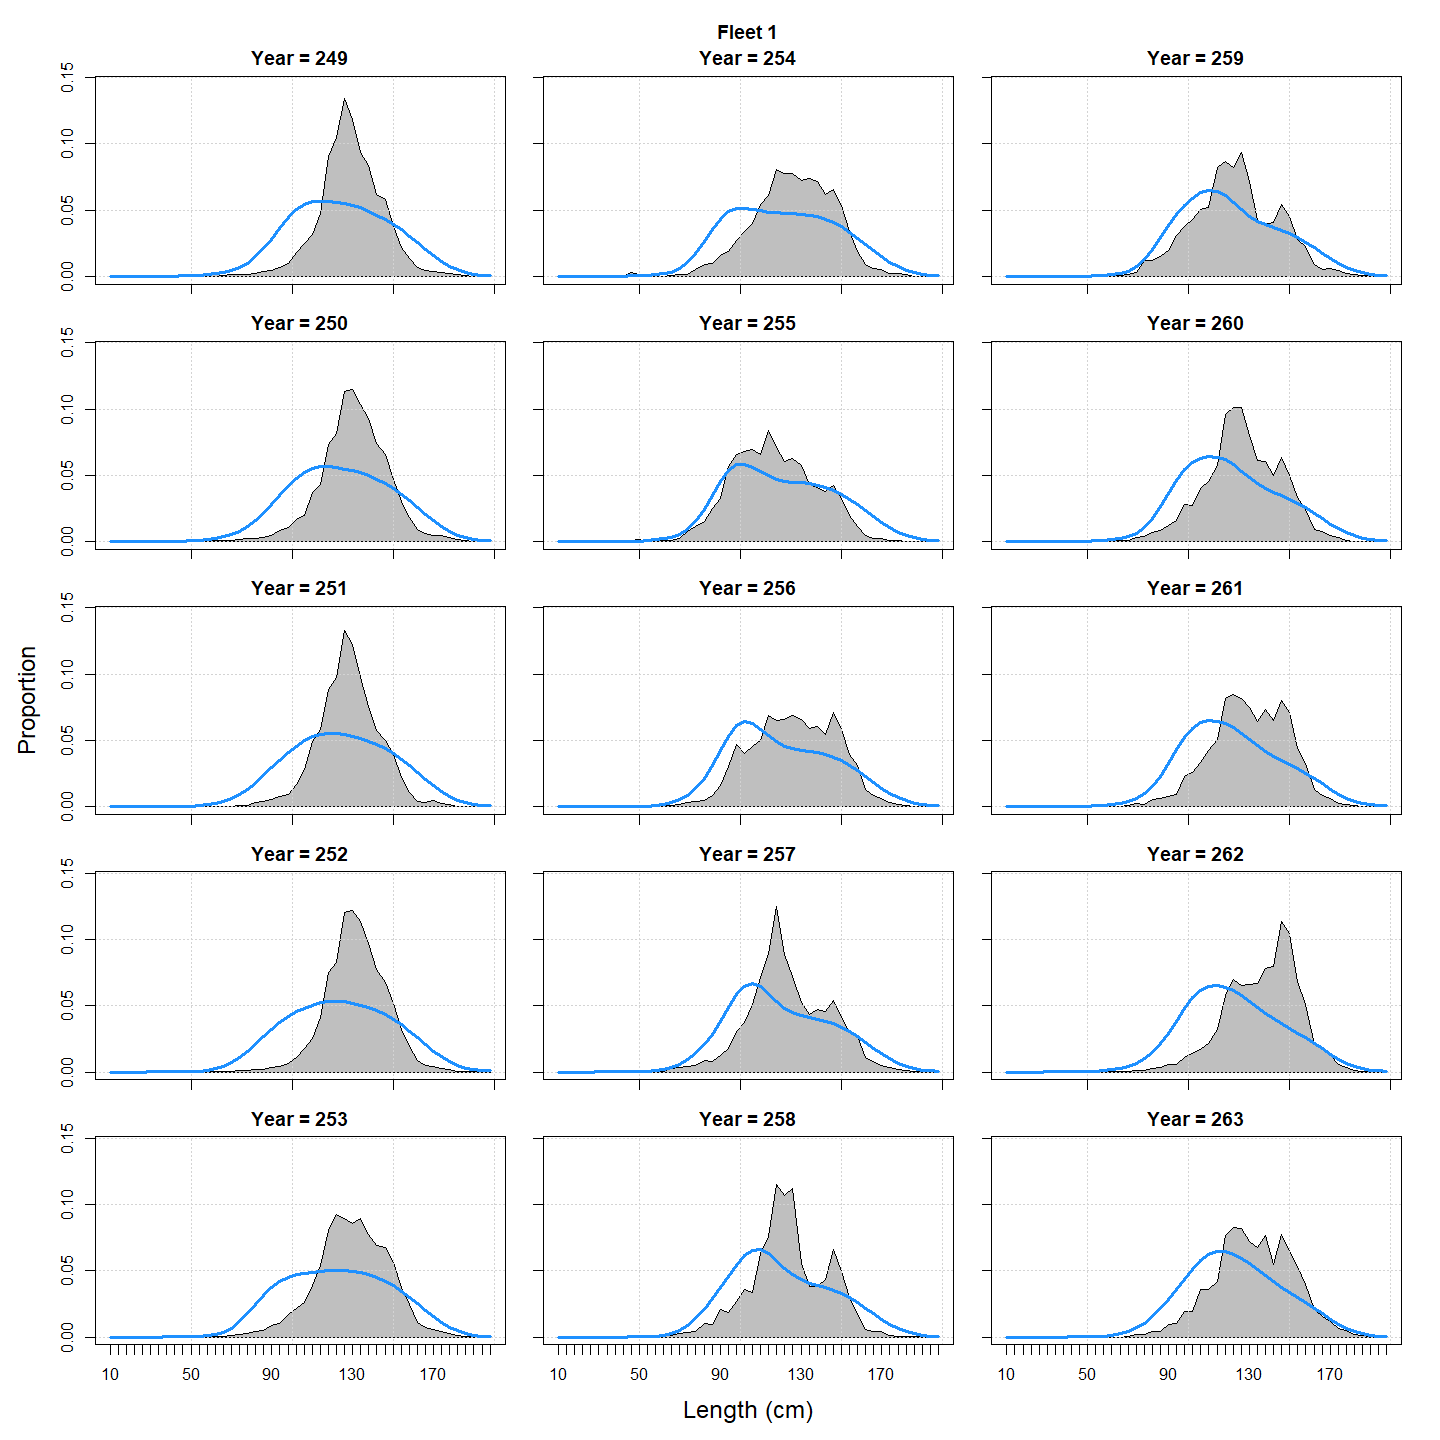 Fleet 1
Year = 249
Year = 254
Year = 259
0.00 0.05 0.10 0.15
Year = 250
Year = 255
Year = 260
0.00 0.05 0.10 0.15
Year = 251
Year = 256
Year = 261
0.00 0.05 0.10 0.15
Proportion
Year = 252
Year = 257
Year = 262
0.00 0.05 0.10 0.15
Year = 253
Year = 258
Year = 263
0.00 0.05 0.10 0.15
10 50 90 130 170
10 50 90 130 170
10 50 90 130 170
Length (cm)